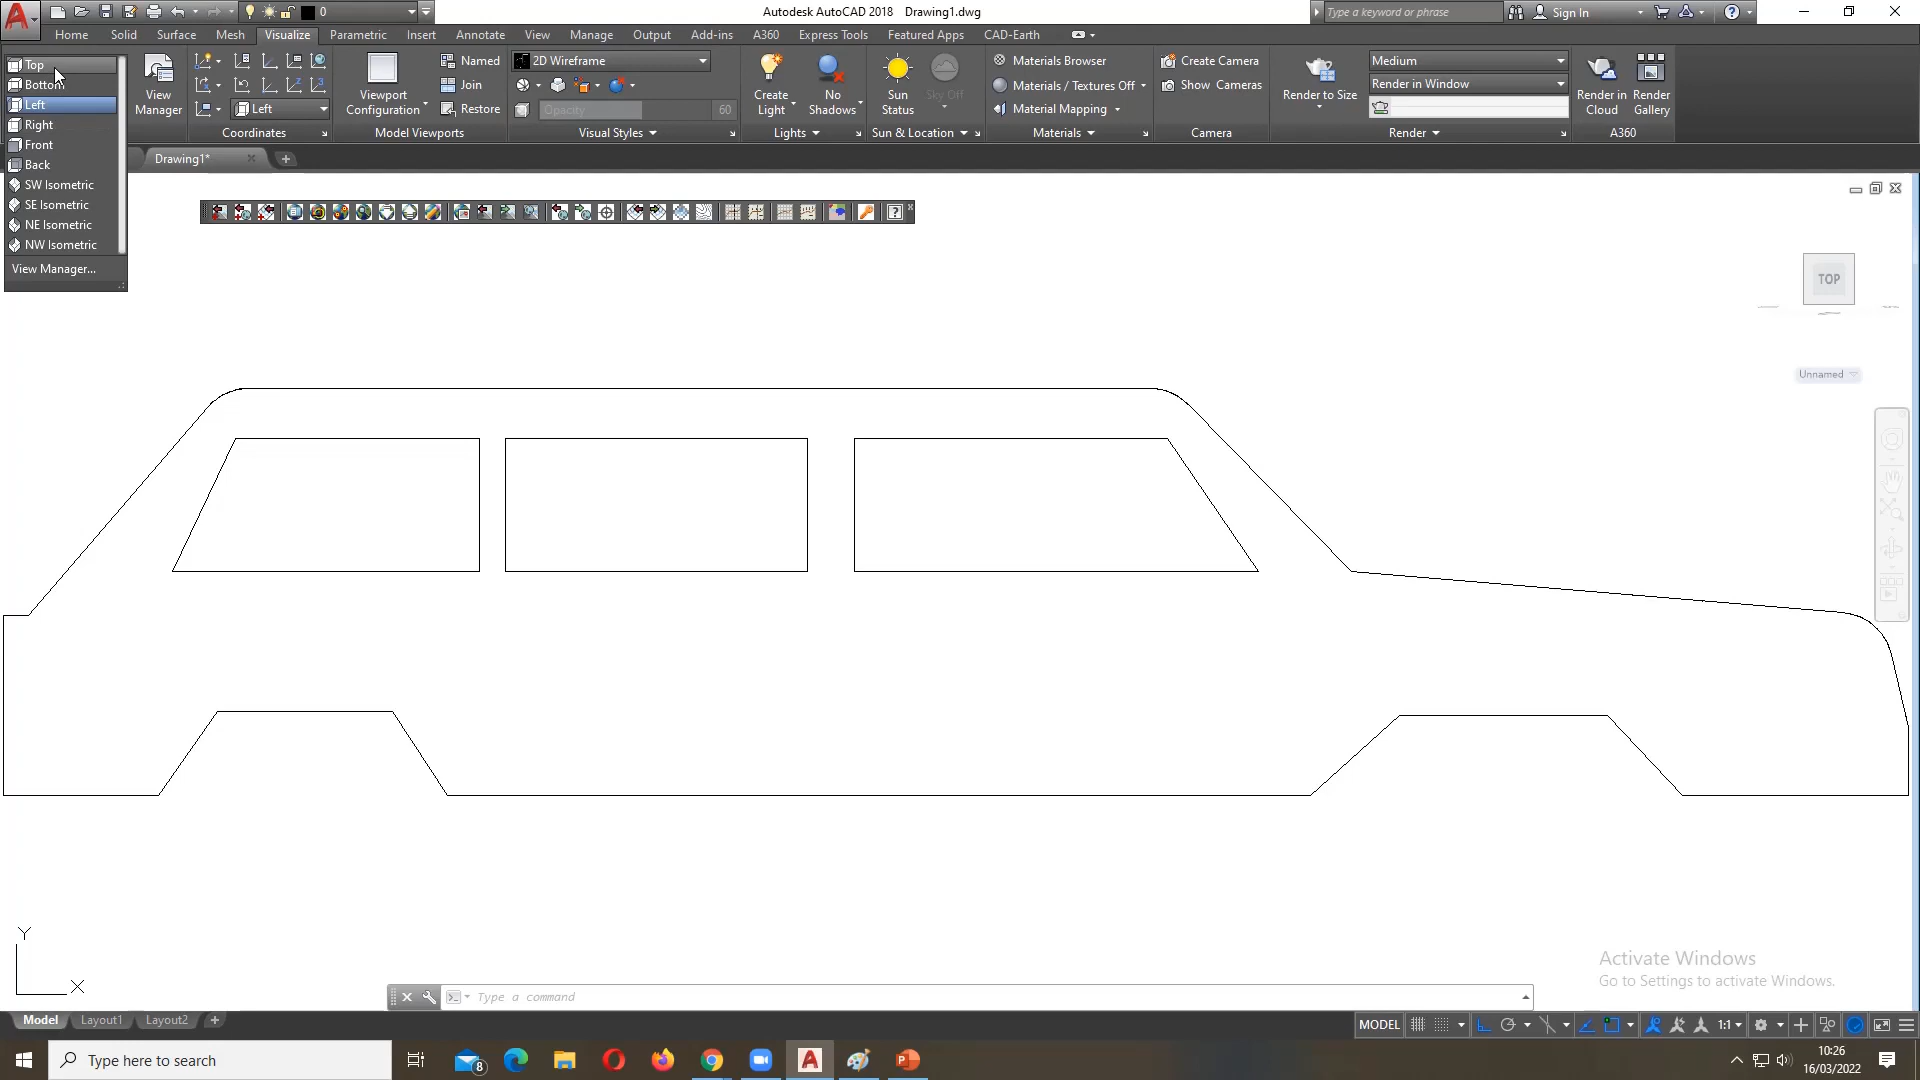 0
Autodesk AutoCAD 2018 Drawing1.dwg
Type a keyword or phrase
Sign In
Home Solid Surface Mesh Visualize Parametric Insert Annotate View Manage Output Add-ins A360 Express Tools Featured Apps CAD-Earth
Top
Bottom
Left
Right
Front
Back
SW Isometric
SE Isometric
NE Isometric
NW Isometric
View Manager...
View
Manager
Left
Coordinates
Viewport
Configuration
Named
Join
Restore
Model Viewports
2D Wireframe
Opacity 60
Visual Styles
Create
Light
No
Shadows
Lights
Sun
Status
Sky Off
Sun & Location
Materials Browser
Materials / Textures Off
Material Mapping
Materials
Create Camera
Show Cameras
Camera
Render to Size
Medium
Render in Window
Render
Render in
Cloud
Render
Gallery
A360
Drawing1*
TOP
Unnamed
Y
X
Activate Windows
Go to Settings to activate Windows.
Type a command
Model Layout1 Layout2
MODEL 1:1
Type here to search
8
10:26
16/03/2022